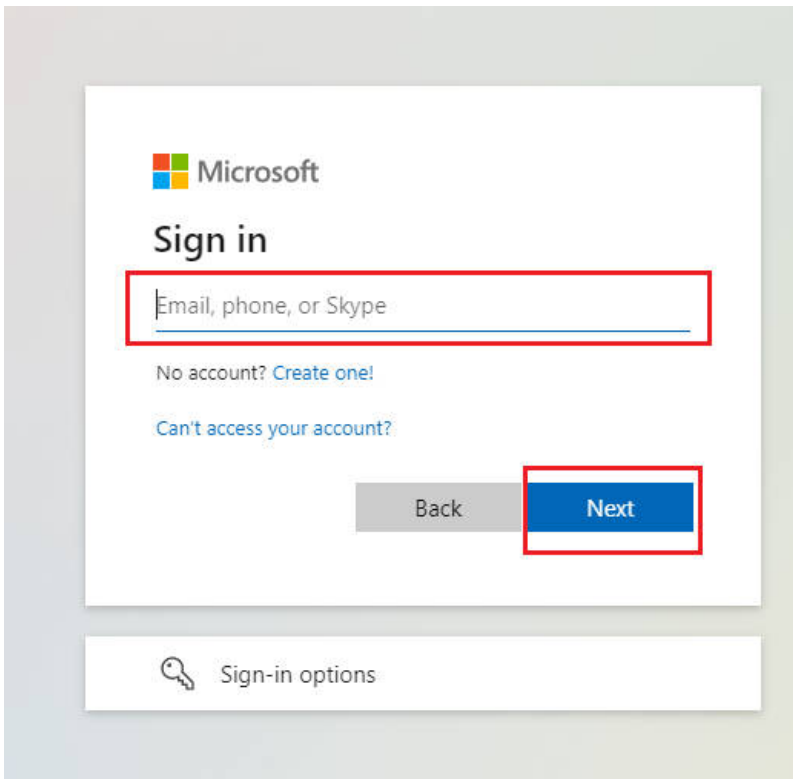 Microsoft
Sign in
Email, phone, or Skype
No account? Create one!
Can't access your account?
Back Next
Sign-in options